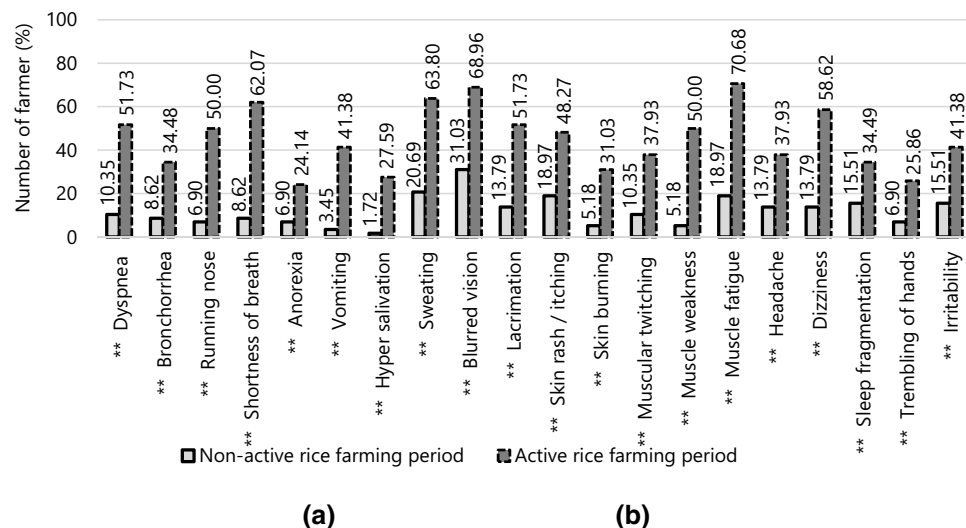 Number of farmer (%)
100
80
60
40
20
0
10.35
51.73
8.62
34.48
6.90
50.00
8.62
62.07
6.90
24.14
3.45
41.38
1.72
27.59
20.69
63.80
31.03
68.96
13.79
51.73
18.97
48.27
5.18
31.03
10.35
37.93
5.18
50.00
18.97
70.68
13.79
37.93
13.79
58.62
15.51
34.49
6.90
25.86
15.51
41.38
** Dyspnea
** Bronchorrhea
** Running nose
** Shortness of breath
** Anorexia
** Vomiting
** Hyper salivation
** Sweating
** Blurred vision
** Lacrimation
** Skin rash / itching
** Skin burning
** Muscular twitching
** Muscle weakness
** Muscle fatigue
** Headache
** Dizziness
** Sleep fragmentation
** Trembling of hands
** Irritability
Non-active rice farming period
Active rice farming period
(a)
(b)